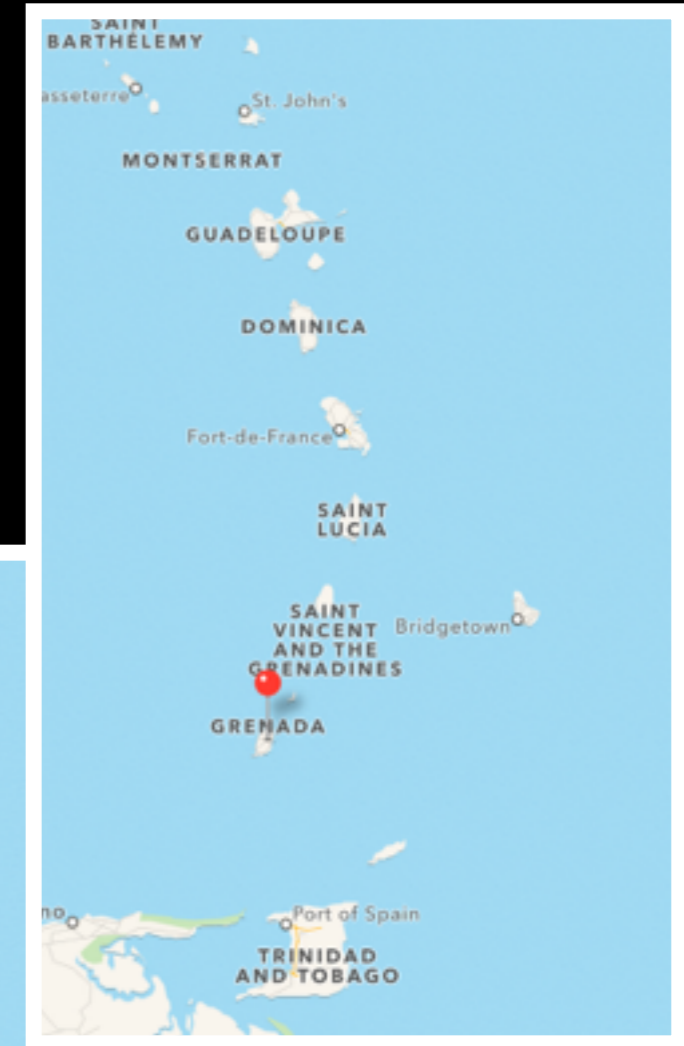 SAINT
BARTHÉLEMY
asseterre
St. John's
MONTSERRAT
GUADELOUPE
DOMINICA
Fort-de-France
SAINT
LUCIA
SAINT
VINCENT
AND THE
GRENADINES
Bridgetown
GRENADA
no
Port of Spain
TRINIDAD
AND TOBAGO